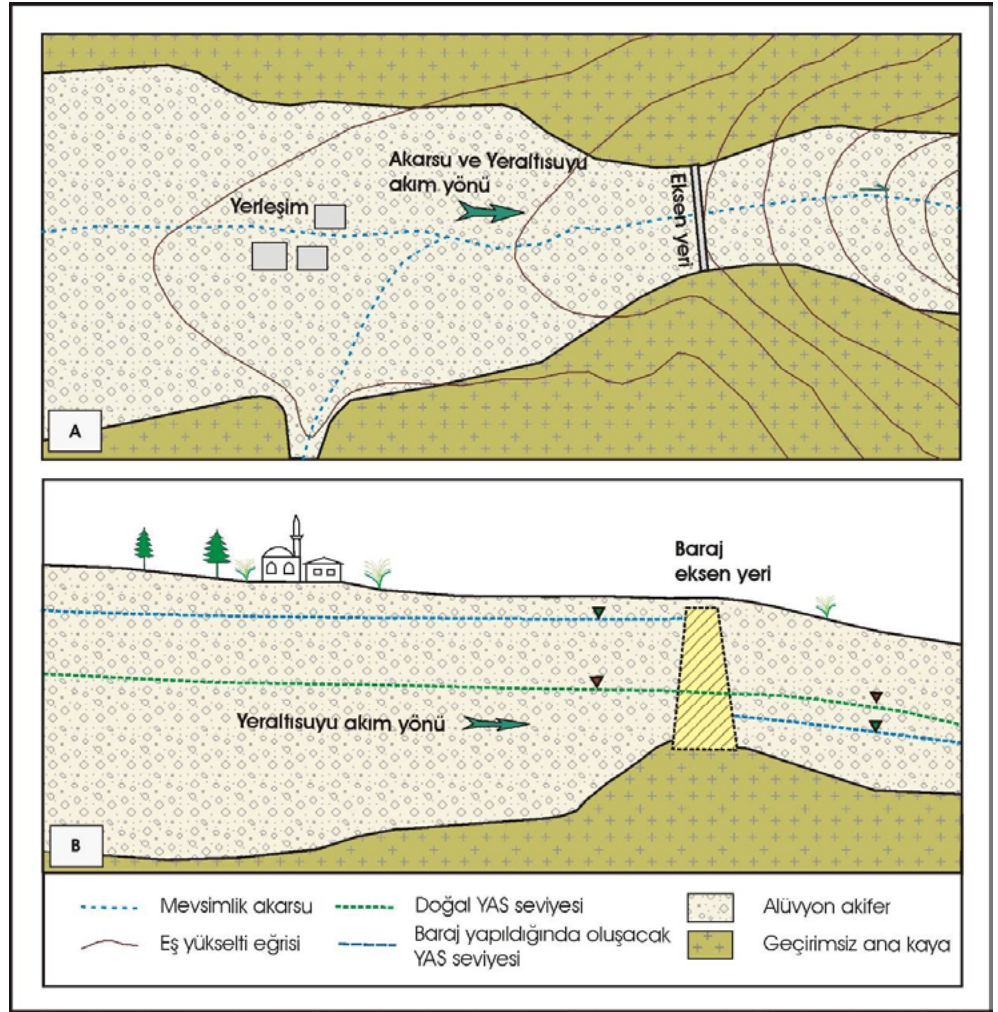 Akarsu ve Yeraltısuyu
akım yönü
Yerleşim
Eksen yeri
A
Baraj
eksen yeri
Yeraltısuyu akım yönü
B
Mevsimlik akarsu
Eş yükselti eğrisi
Doğal YAS seviyesi
Baraj yapıldığında oluşacak
YAS seviyesi
Alüvyon akifer
Geçirimsiz ana kaya